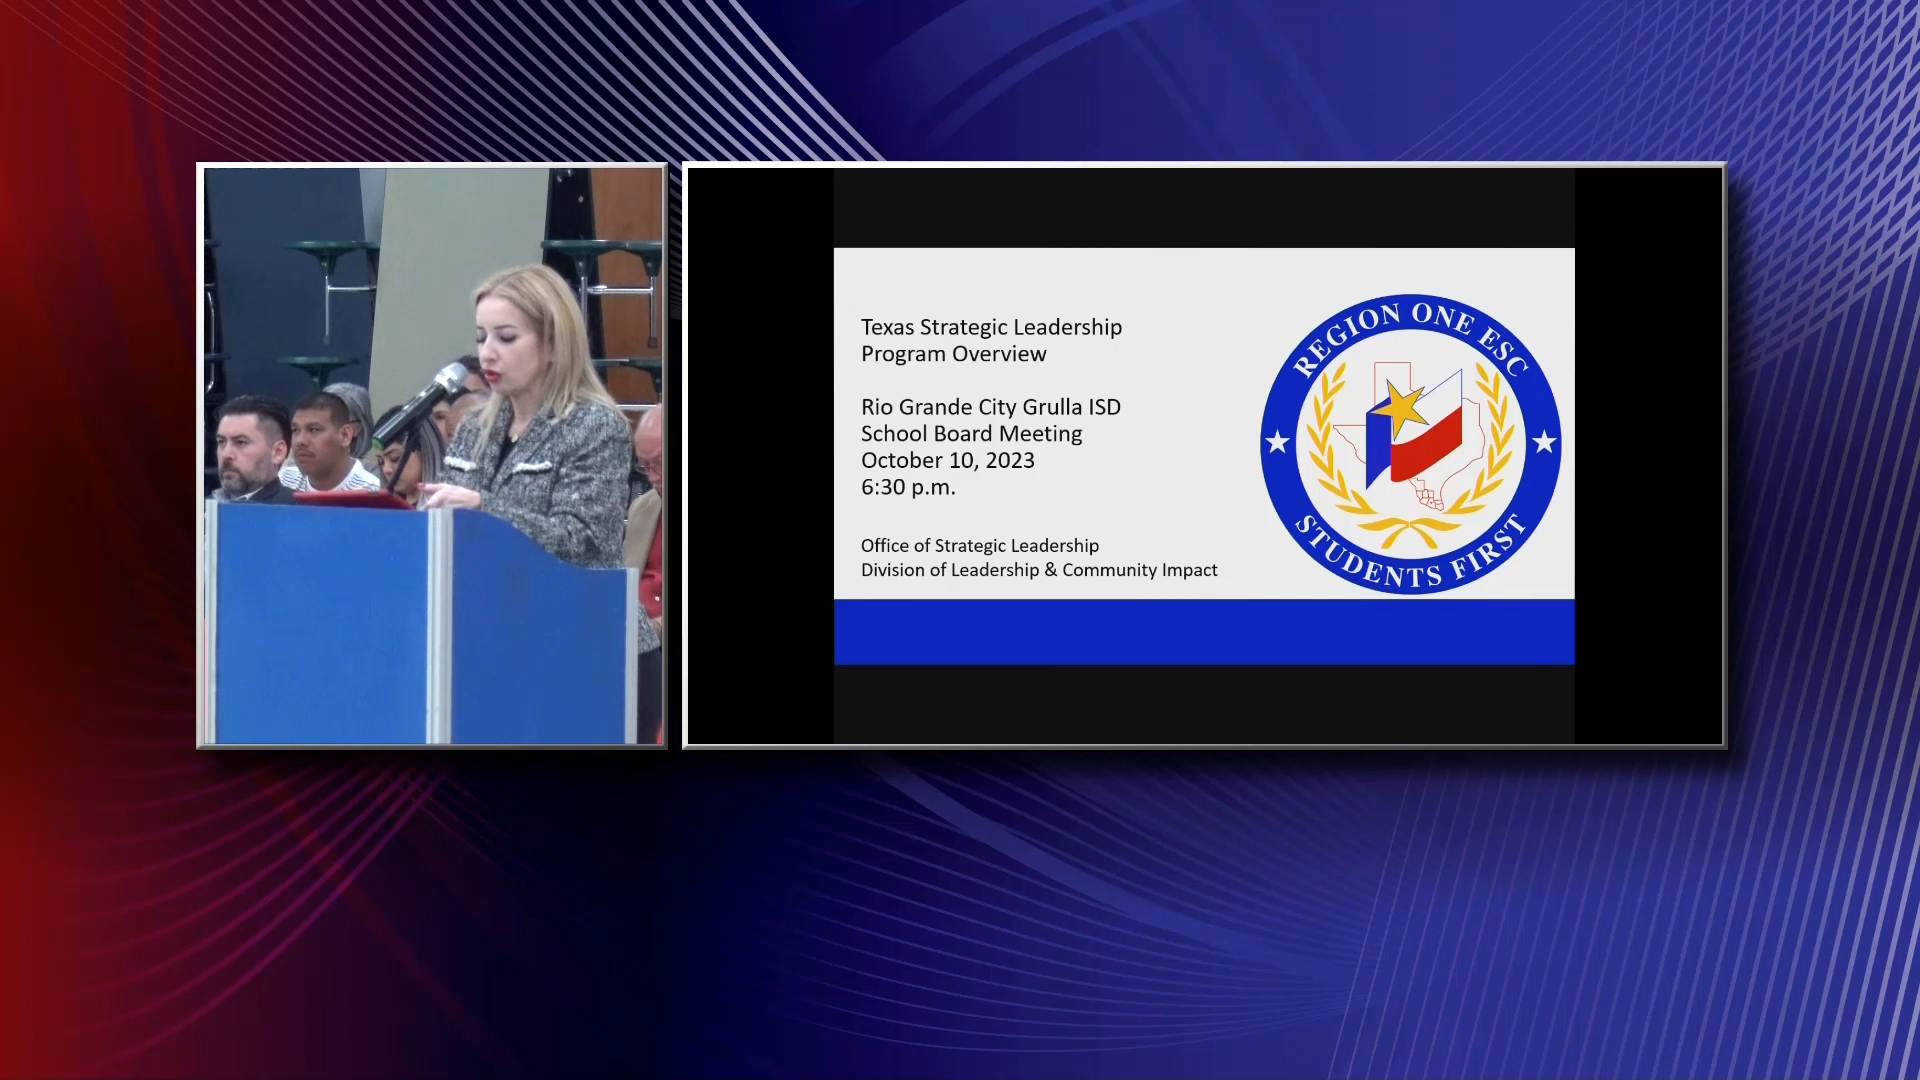 Texas Strategic Leadership
Program Overview
Rio Grande City Grulla ISD
School Board Meeting
October 10, 2023
6:30 p.m.
Office of Strategic Leadership
Division of Leadership & Community Impact
REGION ONE ESC
STUDENTS FIRST